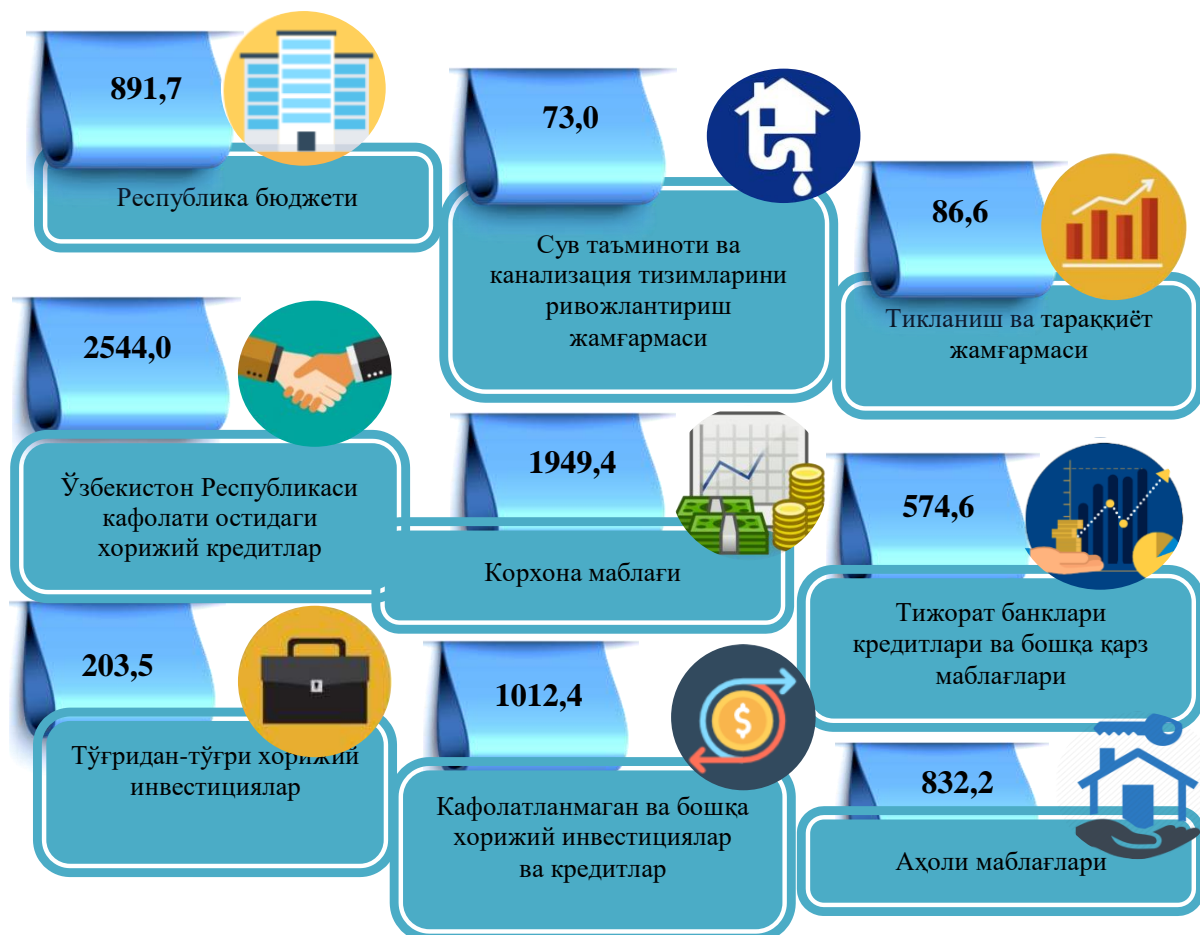 891,7
Республика бюджети
73,0
Сув таъминоти ва
канализация тизимларини
ривожлантириш
жамғармаси
86,6
Тикланиш ва тараққиёт
жамғармаси
2544,0
Ўзбекистон Республикаси
кафолати остидаги
хорижий кредитлар
1949,4
Корхона маблағи
574,6
Тижорат банклари
кредитлари ва бошқа қарз
маблағлари
203,5
Тўғридан-тўғри хорижий
инвестициялар
1012,4
Кафолатланмаган ва бошқа
хорижий инвестициялар
ва кредитлар
832,2
Аҳоли маблағлари
$